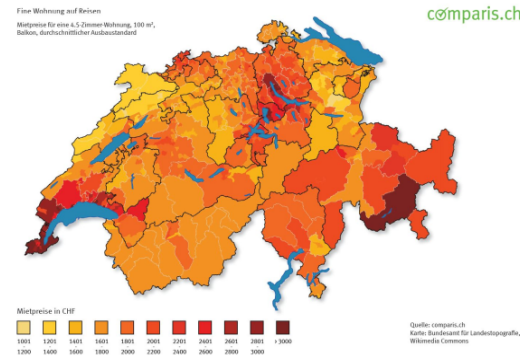 Eine Wohnung auf Reisen
comparis.ch
Mietpreise für eine 4.5-Zimmer-Wohnung, 100 m²,
Balkon, durchschnittlicher Ausbaustandard
Mietpreise in CHF
1001 1201 1401 1601 1801 2001 2201 2401 2601 2801 › 3000
- - - - - - - - - -
1200 1400 1600 1800 2000 2200 2400 2600 2800 3000
Quelle: comparis.ch
Karte: Bundesamt für Landestopografie,
Wikimedia Commons